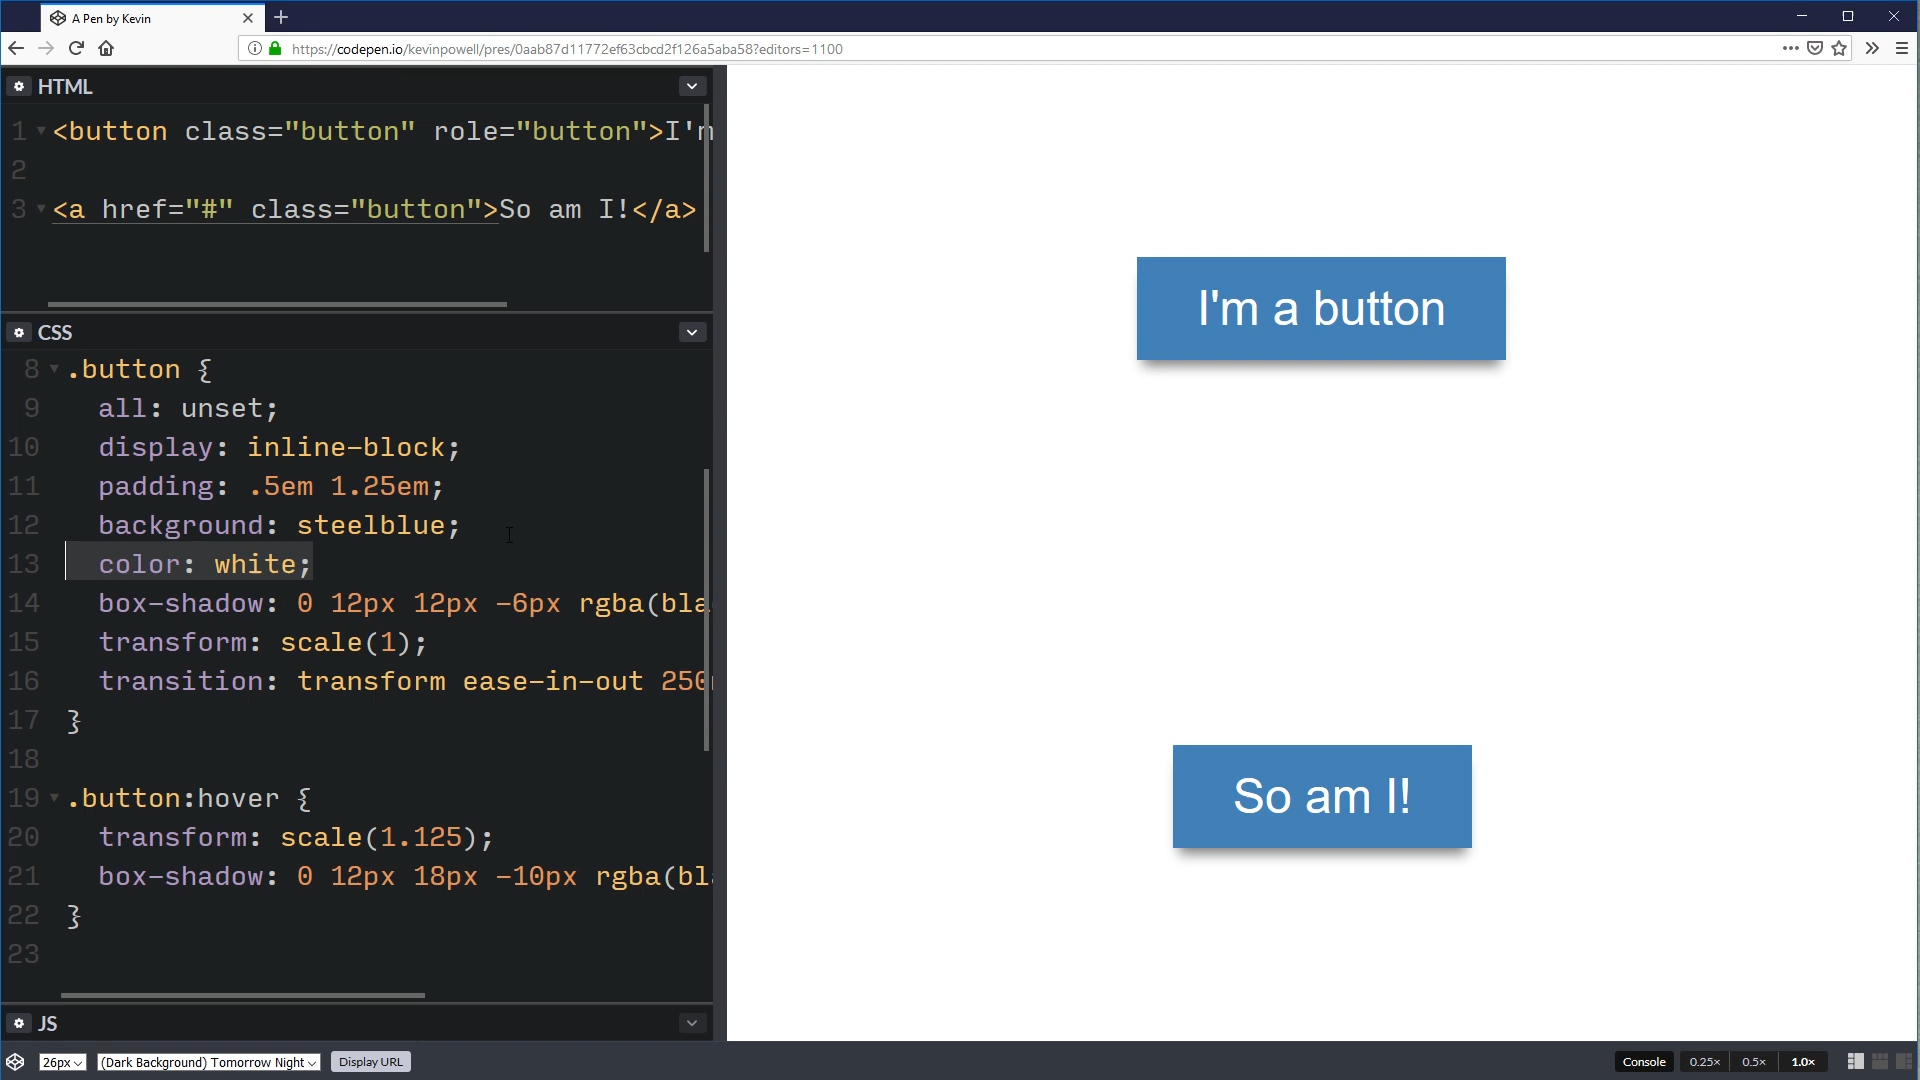 A Pen by Kevin
https://codepen.io/kevinpowell/pres/0aab87d11772ef63cbcd2f126a5aba58?editors=1100
HTML
1 <button class="button" role="button">I'm
2
3 <a href="#" class="button">So am I!</a>
CSS
8 .button {
9 all: unset;
10 display: inline-block;
11 padding: .5em 1.25em;
12 background: steelblue;
13 color: white;
14 box-shadow: 0 12px 12px -6px rgba(bla
15 transform: scale(1);
16 transition: transform ease-in-out 250
17 }
18
19 .button:hover {
20 transform: scale(1.125);
21 box-shadow: 0 12px 18px -10px rgba(bl
22 }
23
JS
I'm a button
So am I!
26px (Dark Background) Tomorrow Night Display URL Console 0.25× 0.5× 1.0×